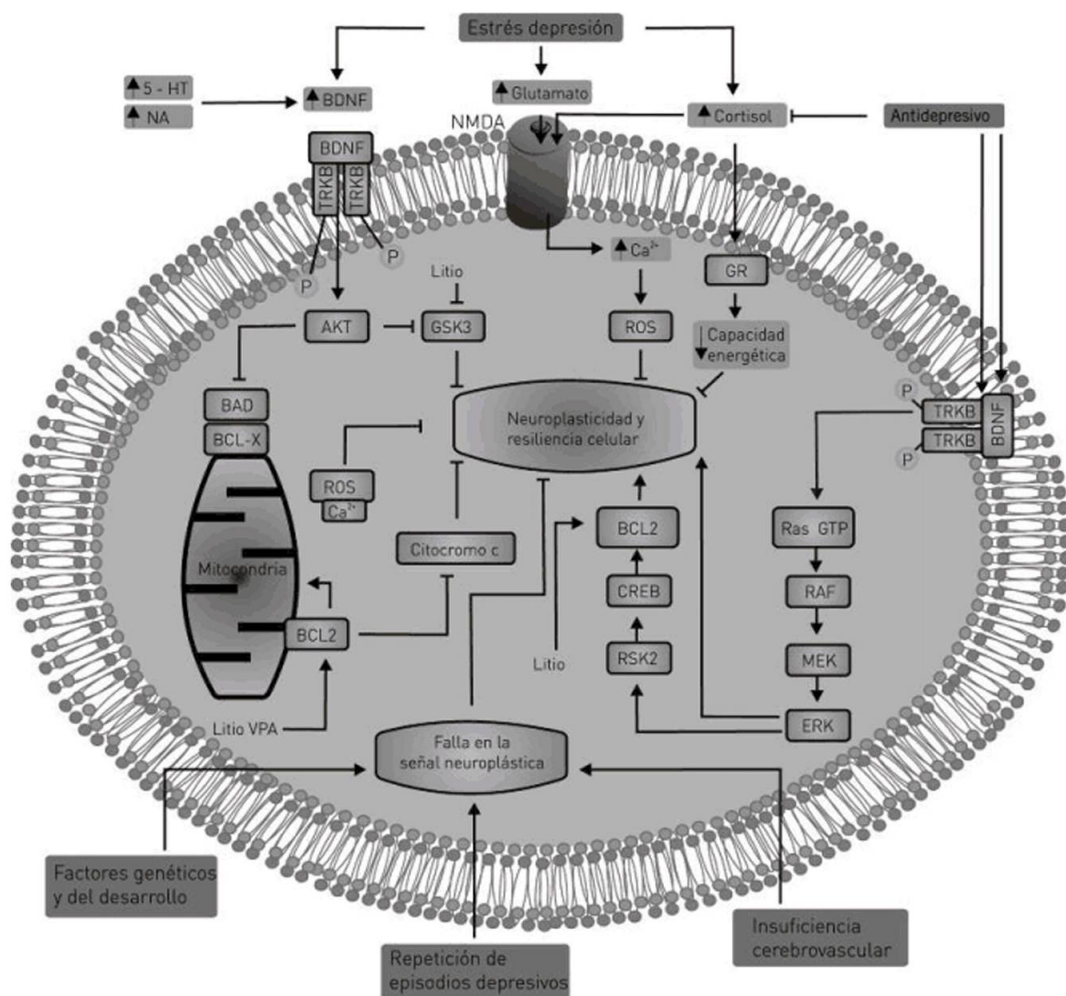 Estrés depresión
5 - HT
NA
BDNF
Glutamato
Cortisol
Antidepresivo
NMDA
BDNF
TRKB
TRKB
P
P
Ca²⁺
GR
Litio
AKT
GSK3
ROS
Capacidad
energética
BAD
BCL-X
Neuroplasticidad y
resiliencia celular
P
TRKB
BDNF
P
TRKB
ROS
Ca²⁺
Citocromo c
BCL2
Ras GTP
Mitocondria
CREB
RAF
BCL2
Litio
RSK2
MEK
Litio VPA
Falla en la
señal neuroplástica
ERK
Factores genéticos
y del desarrollo
Repetición de
episodios depresivos
Insuficiencia
cerebrovascular